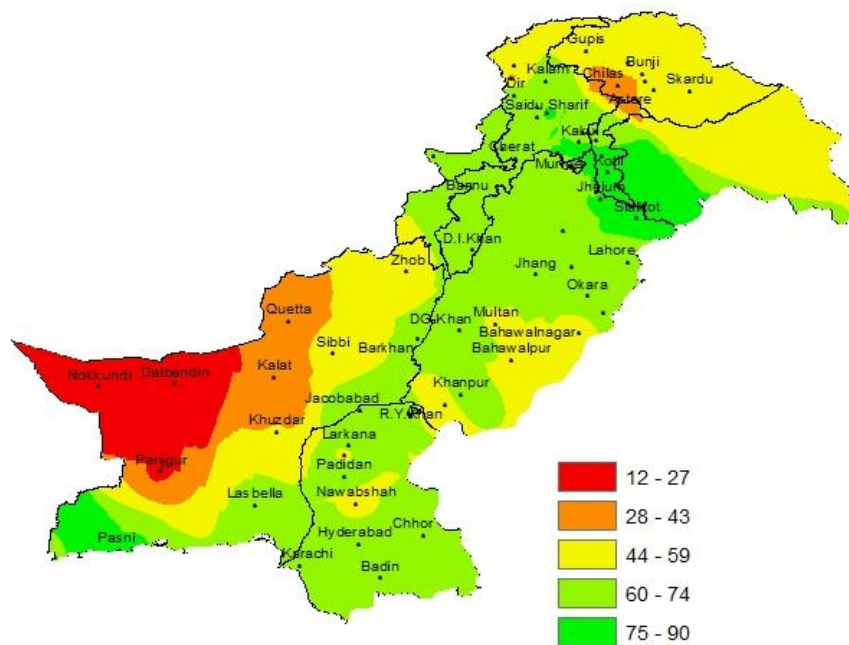 Gupis
Bunji
Kalam
Chilas
Skardu
Dir
Astore
Saidu Sharif
Kakul
Cherat
Murree
Kotli
Bannu
Jhelum
Sialkot
D.I.Khan
Lahore
Zhob
Jhang
Okara
Quetta
DG.Khan
Multan
Sibbi
Bahawalnagar
Barkhan
Bahawalpur
Nokkundi
Dalbandin
Kalat
Khanpur
Jacobabad
R.Y.Khan
Khuzdar
Larkana
Panjgur
Padidan
Lasbella
Nawabshah
Chhor
Pasni
Hyderabad
Karachi
Badin
12 - 27
28 - 43
44 - 59
60 - 74
75 - 90